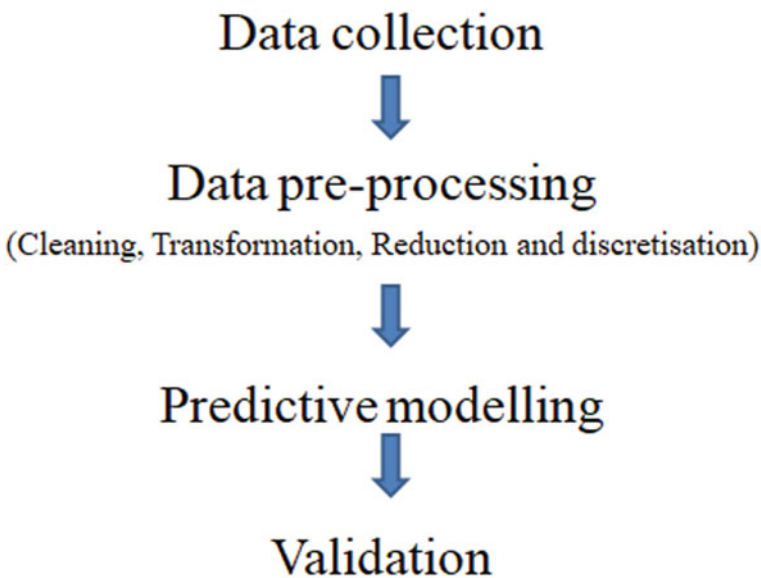 Data collection
Data pre-processing
(Cleaning, Transformation, Reduction and discretisation)
Predictive modelling
Validation